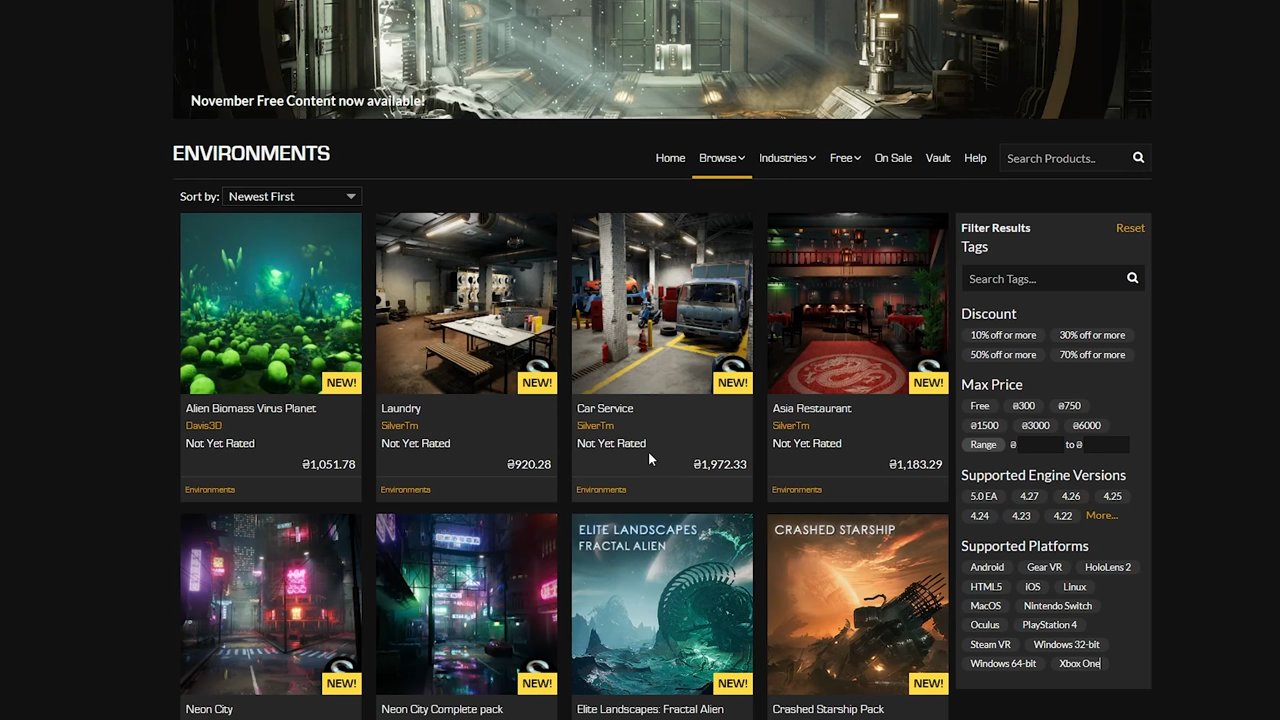 November Free Content now available!
ENVIRONMENTS
Home Browse Industries Free On Sale Vault Help Search Products..
Sort by: Newest First
NEW!
Alien Biomass Virus Planet
Davis3D
Not Yet Rated
₴1,051.78
Environments
NEW!
Laundry
SilverTm
Not Yet Rated
₴920.28
Environments
NEW!
Car Service
SilverTm
Not Yet Rated
₴1,972.33
Environments
NEW!
Asia Restaurant
SilverTm
Not Yet Rated
₴1,183.29
Environments
NEW!
Neon City
NEW!
Neon City Complete pack
ELITE LANDSCAPES
FRACTAL ALIEN
NEW!
Elite Landscapes: Fractal Alien
CRASHED STARSHIP
NEW!
Crashed Starship Pack
Filter Results Reset
Tags
Search Tags...
Discount
10% off or more 30% off or more
50% off or more 70% off or more
Max Price
Free ₴300 ₴750
₴1500 ₴3000 ₴6000
Range ₴ to ₴
Supported Engine Versions
5.0 EA 4.27 4.26 4.25
4.24 4.23 4.22 More...
Supported Platforms
Android Gear VR HoloLens 2
HTML5 iOS Linux
MacOS Nintendo Switch
Oculus PlayStation 4
Steam VR Windows 32-bit
Windows 64-bit Xbox One